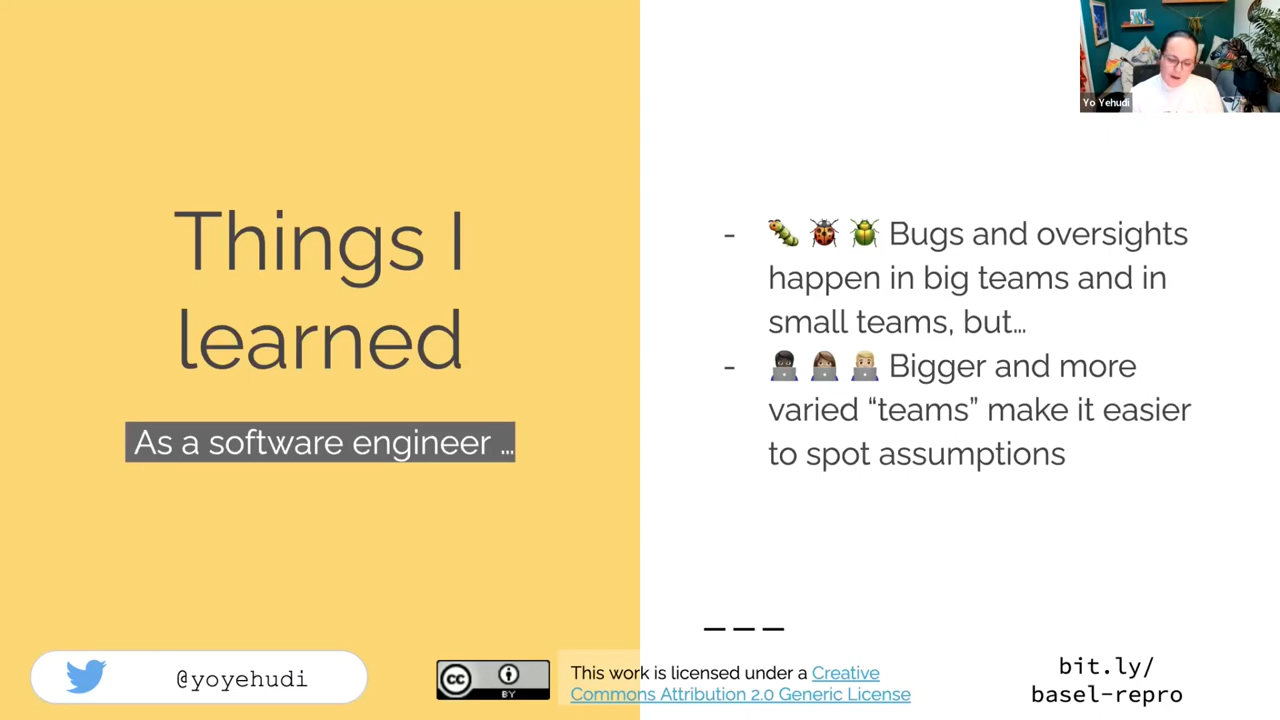 Yo Yehudi
Things I
learned
As a software engineer …
- 🐛 🐞 🪲 Bugs and oversights
happen in big teams and in
small teams, but…
- 👩🏿‍💻 👩🏽‍💻 👩🏼‍💻 Bigger and more
varied “teams” make it easier
to spot assumptions
@yoyehudi
cc
BY
This work is licensed under a Creative
Commons Attribution 2.0 Generic License
bit.ly/
basel-repro